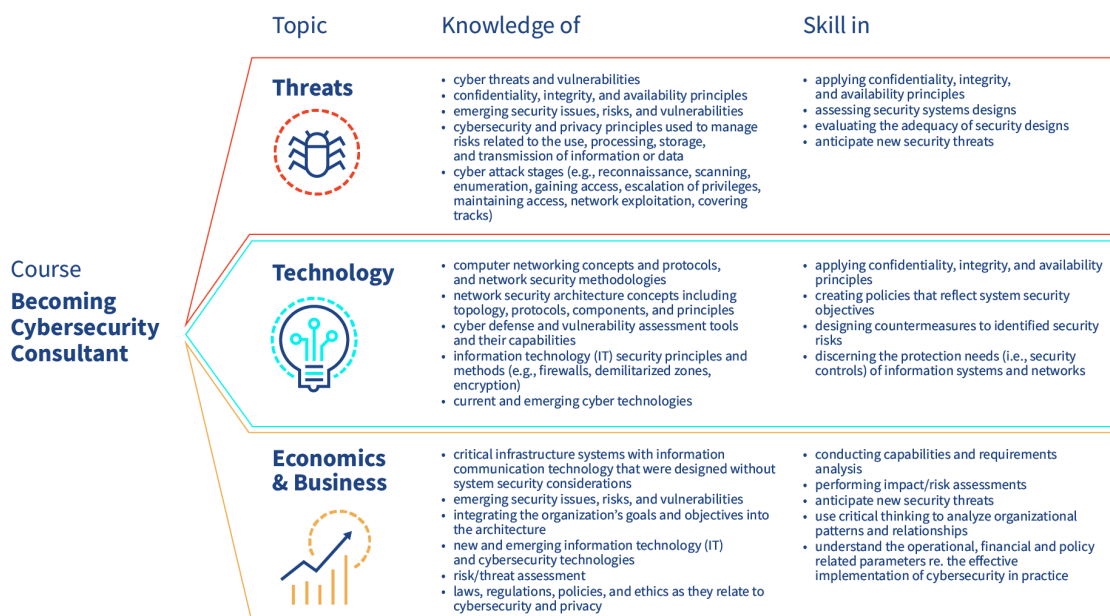 Topic
Knowledge of
Skill in
Course
Becoming
Cybersecurity
Consultant
Threats
• cyber threats and vulnerabilities
• confidentiality, integrity, and availability principles
• emerging security issues, risks, and vulnerabilities
• cybersecurity and privacy principles used to manage
risks related to the use, processing, storage,
and transmission of information or data
• cyber attack stages (e.g., reconnaissance, scanning,
enumeration, gaining access, escalation of privileges,
maintaining access, network exploitation, covering
tracks)
• applying confidentiality, integrity,
and availability principles
• assessing security systems designs
• evaluating the adequacy of security designs
• anticipate new security threats
Technology
• computer networking concepts and protocols,
and network security methodologies
• network security architecture concepts including
topology, protocols, components, and principles
• cyber defense and vulnerability assessment tools
and their capabilities
• information technology (IT) security principles and
methods (e.g., firewalls, demilitarized zones,
encryption)
• current and emerging cyber technologies
• applying confidentiality, integrity, and availability
principles
• creating policies that reflect system security
objectives
• designing countermeasures to identified security
risks
• discerning the protection needs (i.e., security
controls) of information systems and networks
Economics
& Business
• critical infrastructure systems with information
communication technology that were designed without
system security considerations
• emerging security issues, risks, and vulnerabilities
• integrating the organization's goals and objectives into
the architecture
• new and emerging information technology (IT)
and cybersecurity technologies
• risk/threat assessment
• laws, regulations, policies, and ethics as they relate to
cybersecurity and privacy
• conducting capabilities and requirements
analysis
• performing impact/risk assessments
• anticipate new security threats
• use critical thinking to analyze organizational
patterns and relationships
• understand the operational, financial and policy
related parameters re. the effective
implementation of cybersecurity in practice